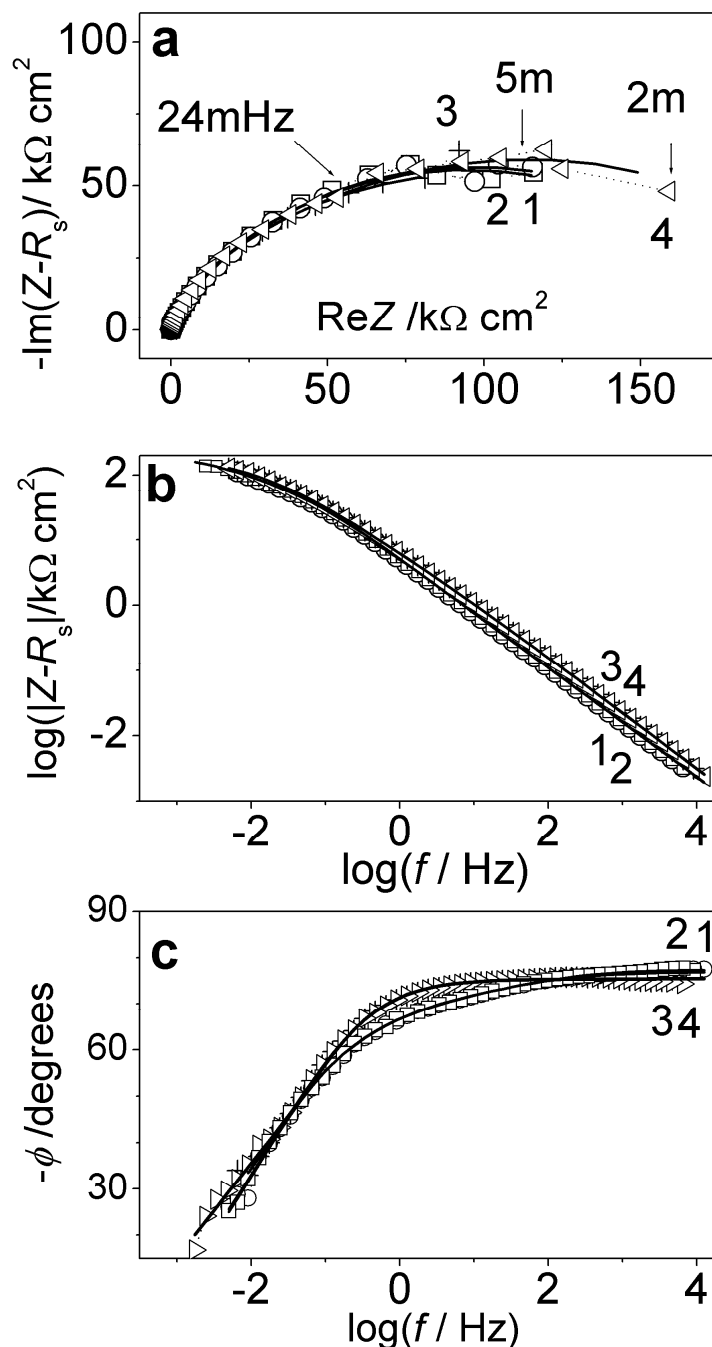 a
100
50
0
-Im(Z-Rs)/ kΩ cm²
24mHz
3
5m
2m
2 1
4
ReZ /kΩ cm²
0 50 100 150
b
2
0
-2
log(|Z-Rs|/kΩ cm²)
34
12
-2 0 2 4
log(f / Hz)
c
90
60
30
-ϕ /degrees
21
34
-2 0 2 4
log(f / Hz)